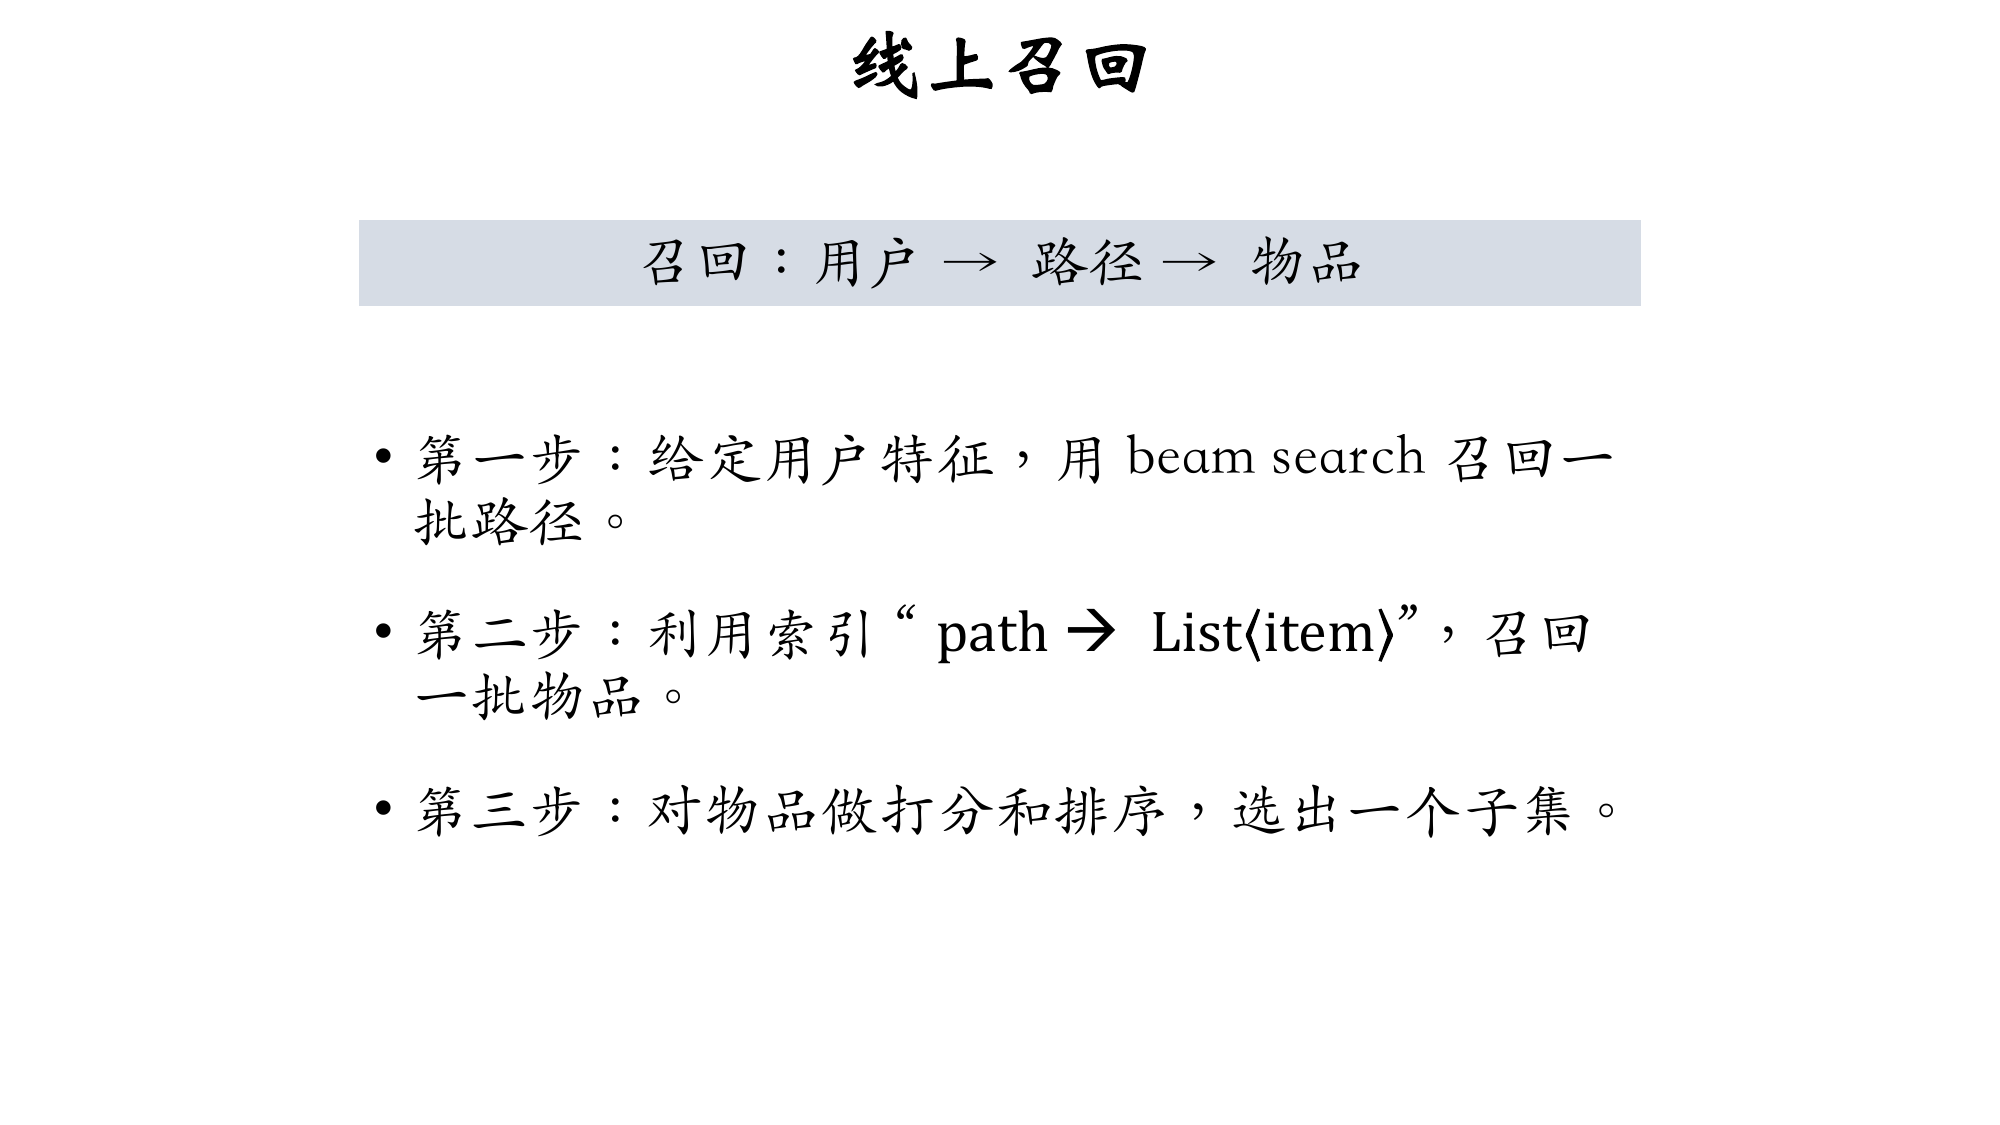 线上召回
召回：用户 → 路径 → 物品
• 第一步：给定用户特征，用 beam search 召回一
批路径。
• 第二步：利用索引“ path → List⟨item⟩”，召回
一批物品。
• 第三步：对物品做打分和排序，选出一个子集。